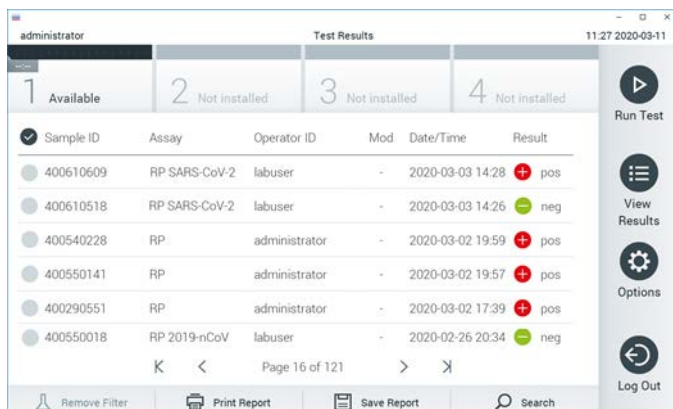 administrator Test Results 11:27 2020-03-11
1 Available 2 Not installed 3 Not installed 4 Not installed
Run Test
Sample ID Assay Operator ID Mod Date/Time Result
400610609 RP SARS-CoV-2 labuser - 2020-03-03 14:28 pos
400610518 RP SARS-CoV-2 labuser - 2020-03-03 14:26 neg
View
Results
400540228 RP administrator - 2020-03-02 19:59 pos
400550141 RP administrator - 2020-03-02 19:57 pos
Options
400290551 RP administrator - 2020-03-02 17:39 pos
400550018 RP 2019-nCoV labuser - 2020-02-26 20:34 neg
Page 16 of 121
Log Out
Remove Filter Print Report Save Report Search